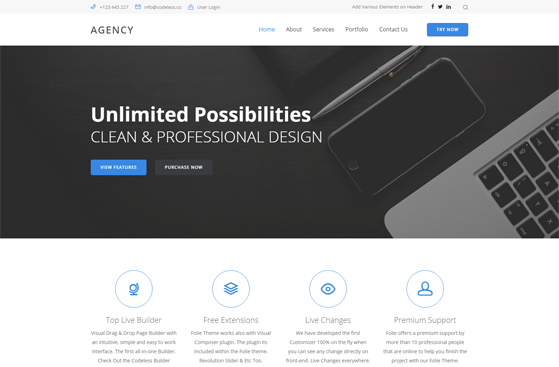 +123 445 227 info@codeless.co User Login Add Various Elements on Header
AGENCY Home About Services Portfolio Contact Us TRY NOW
Unlimited Possibilities
CLEAN & PROFESSIONAL DESIGN
VIEW FEATURES PURCHASE NOW
Top Live Builder
Visual Drag & Drop Page Builder with
an intuitive, simple and easy to work
interface. The first all-in-one Builder.
Check Out the Codeless Builder
Free Extensions
Folie Theme works also with Visual
Composer plugin. The plugin its
included within the Folie theme.
Revolution Slider & Etc Too.
Live Changes
We have developed the first
Customizer 100% on the fly when
you can see any change directly on
Front end. Live Changes everywhere.
Premium Support
Folie offers a premium support by
more than 10 professional people
that are online to help you finish the
project with our Folie Theme.